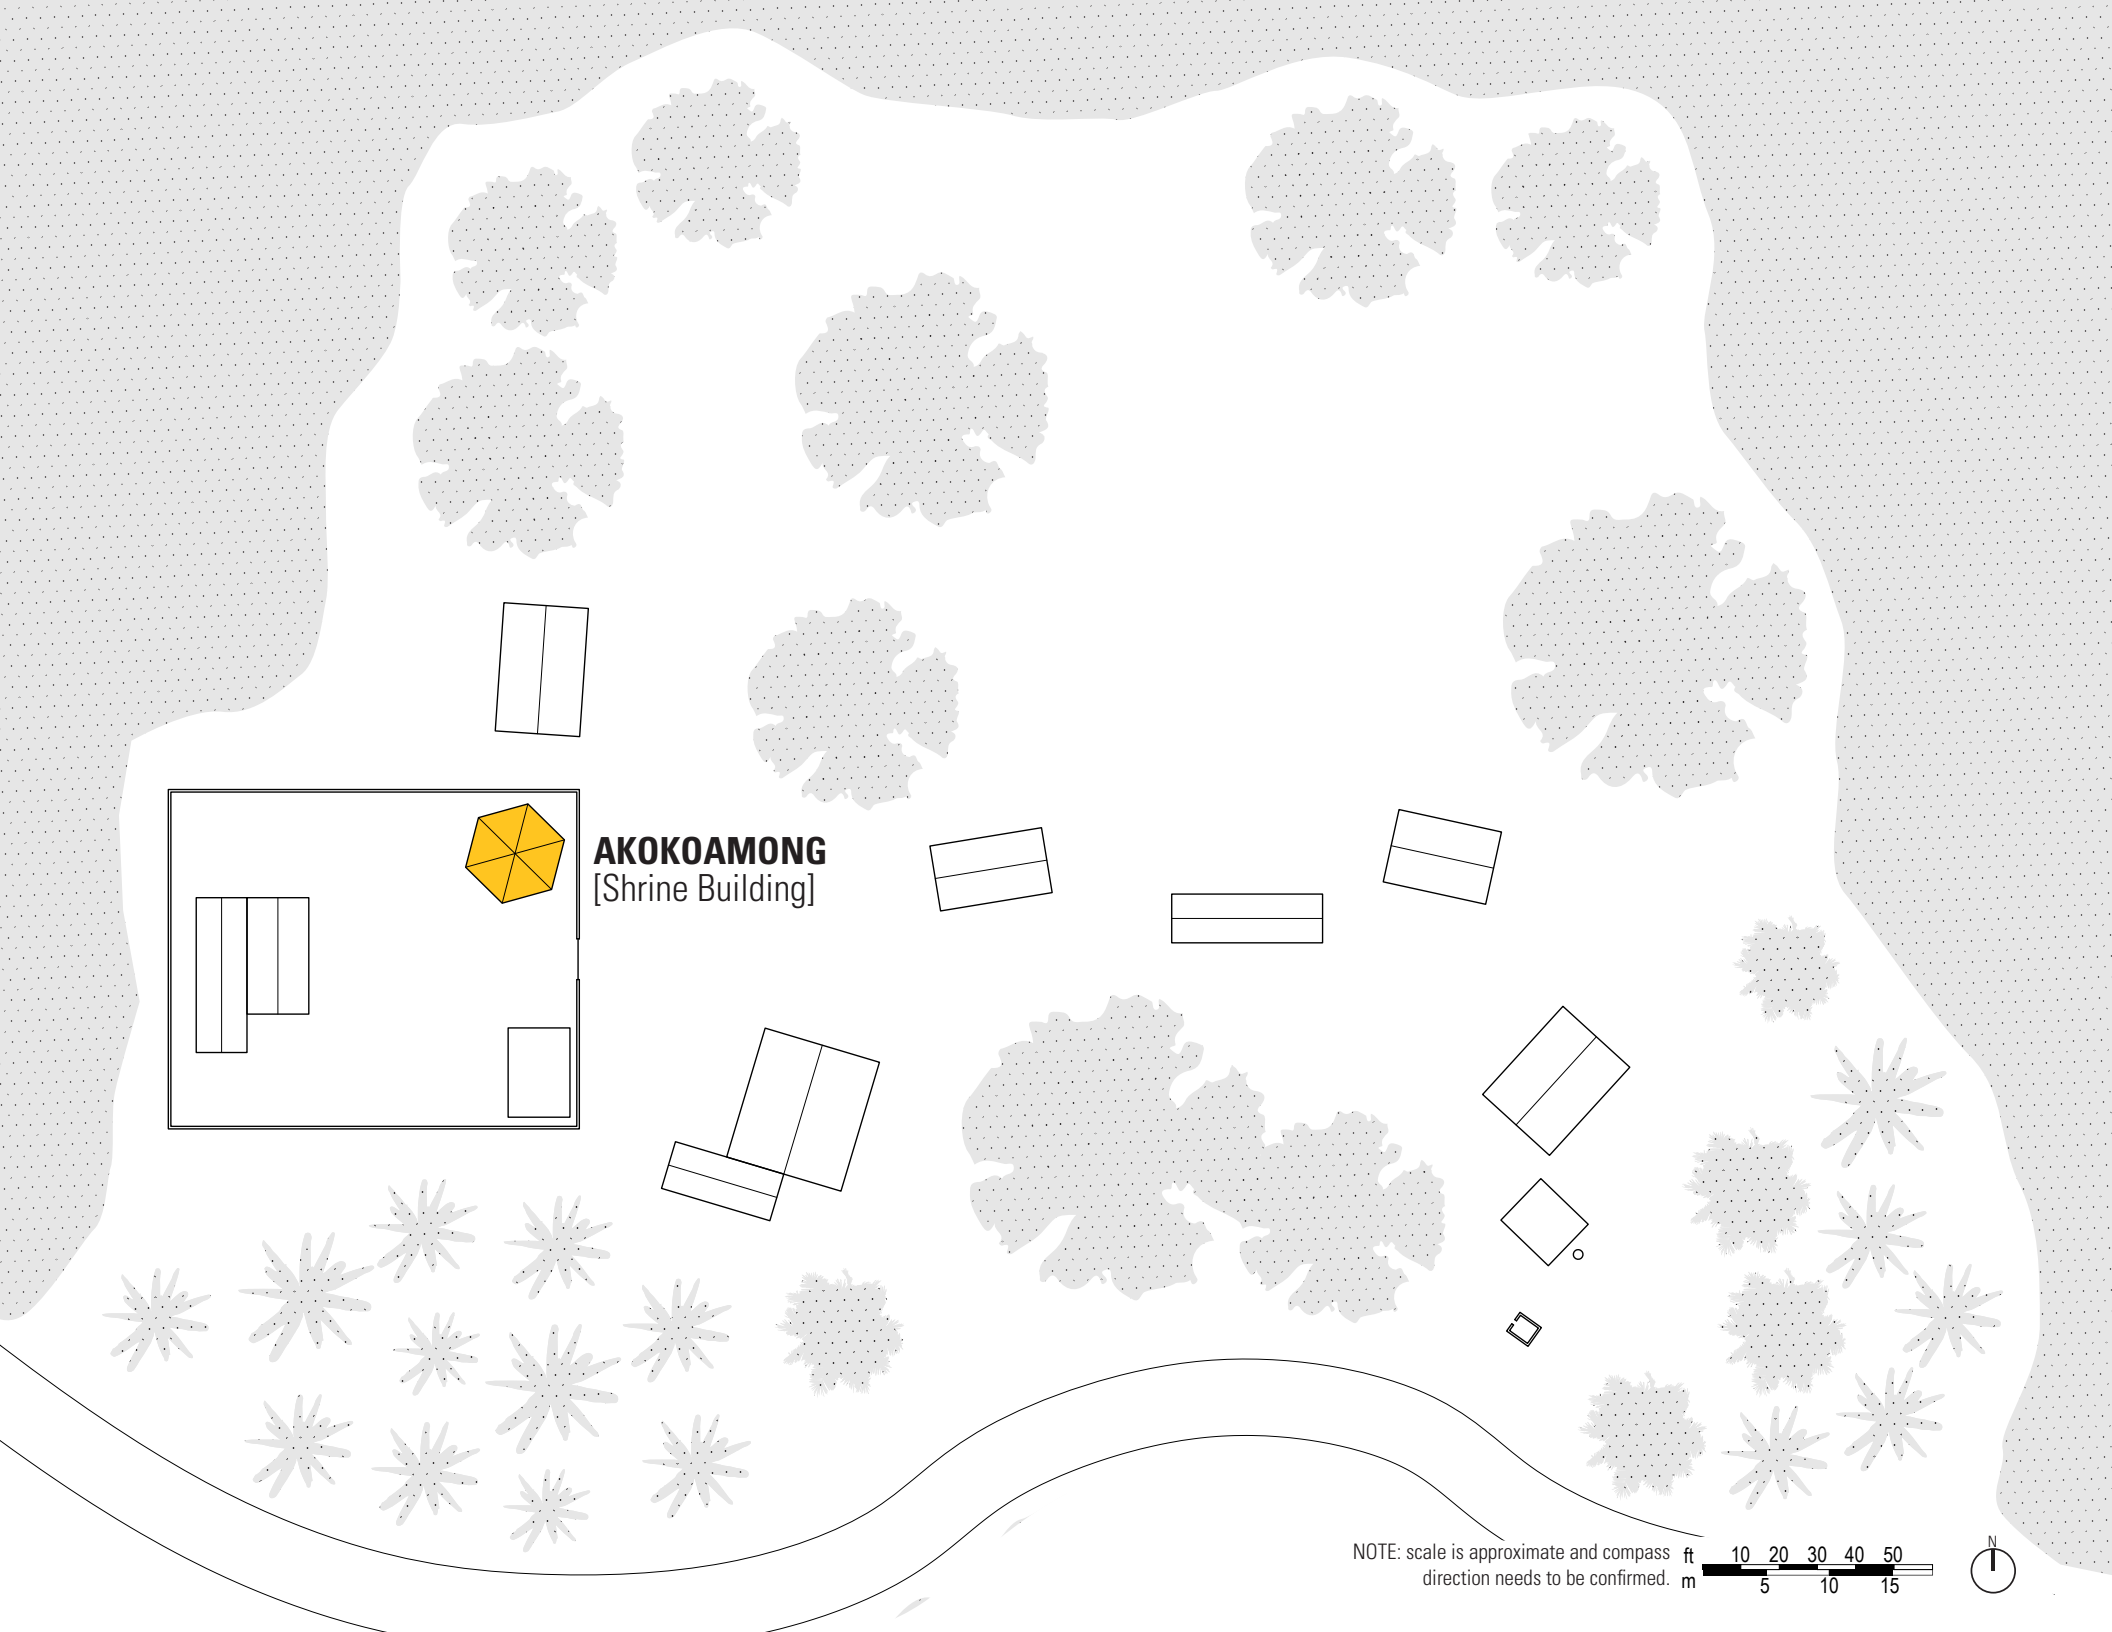 AKOKOAMONG
[Shrine Building]
NOTE: scale is approximate and compass
direction needs to be confirmed.
ft 10 20 30 40 50
m 5 10 15
N